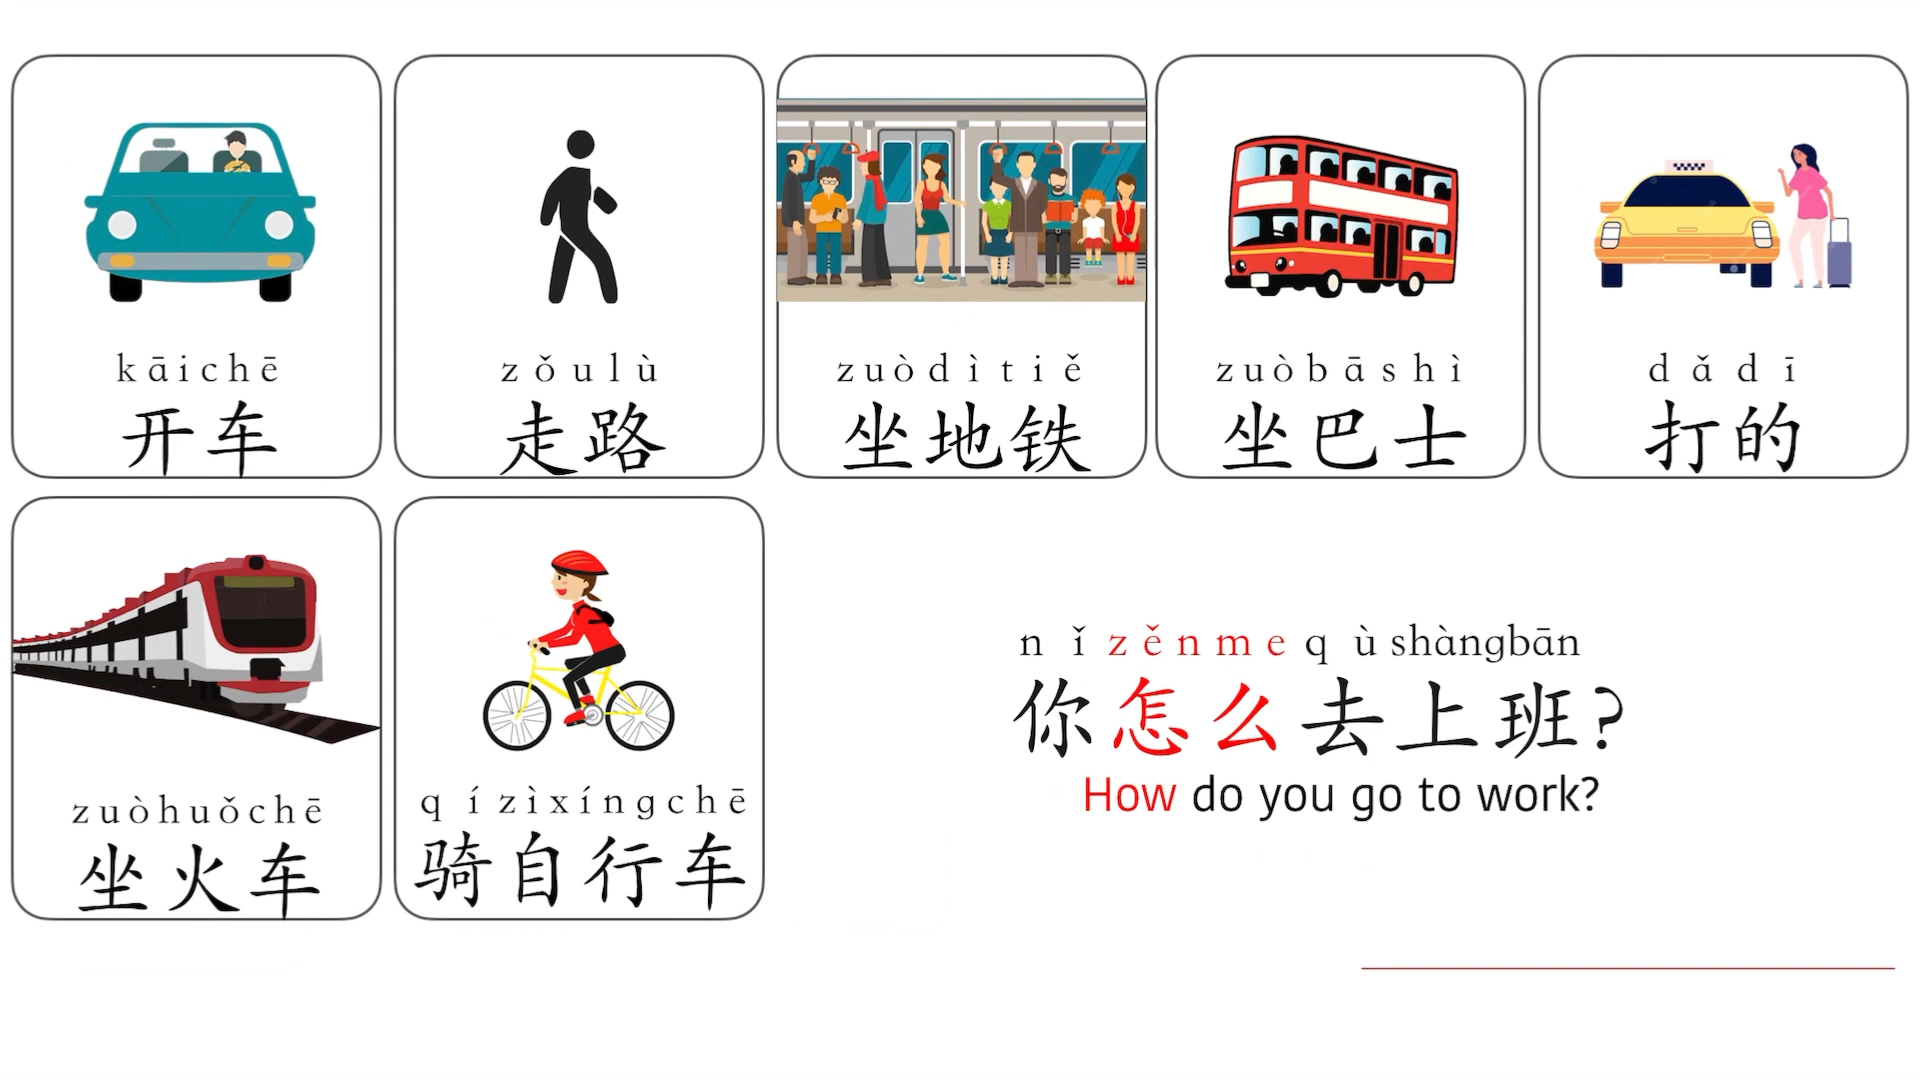 kāichē
开车
zǒulù
走路
zuòdìtiě
坐地铁
zuòbāshì
坐巴士
dǎdī
打的
zuòhuǒchē
坐火车
qízìxíngchē
骑自行车
nǐ zěnme qù shàngbān
你怎么去上班?
How do you go to work?